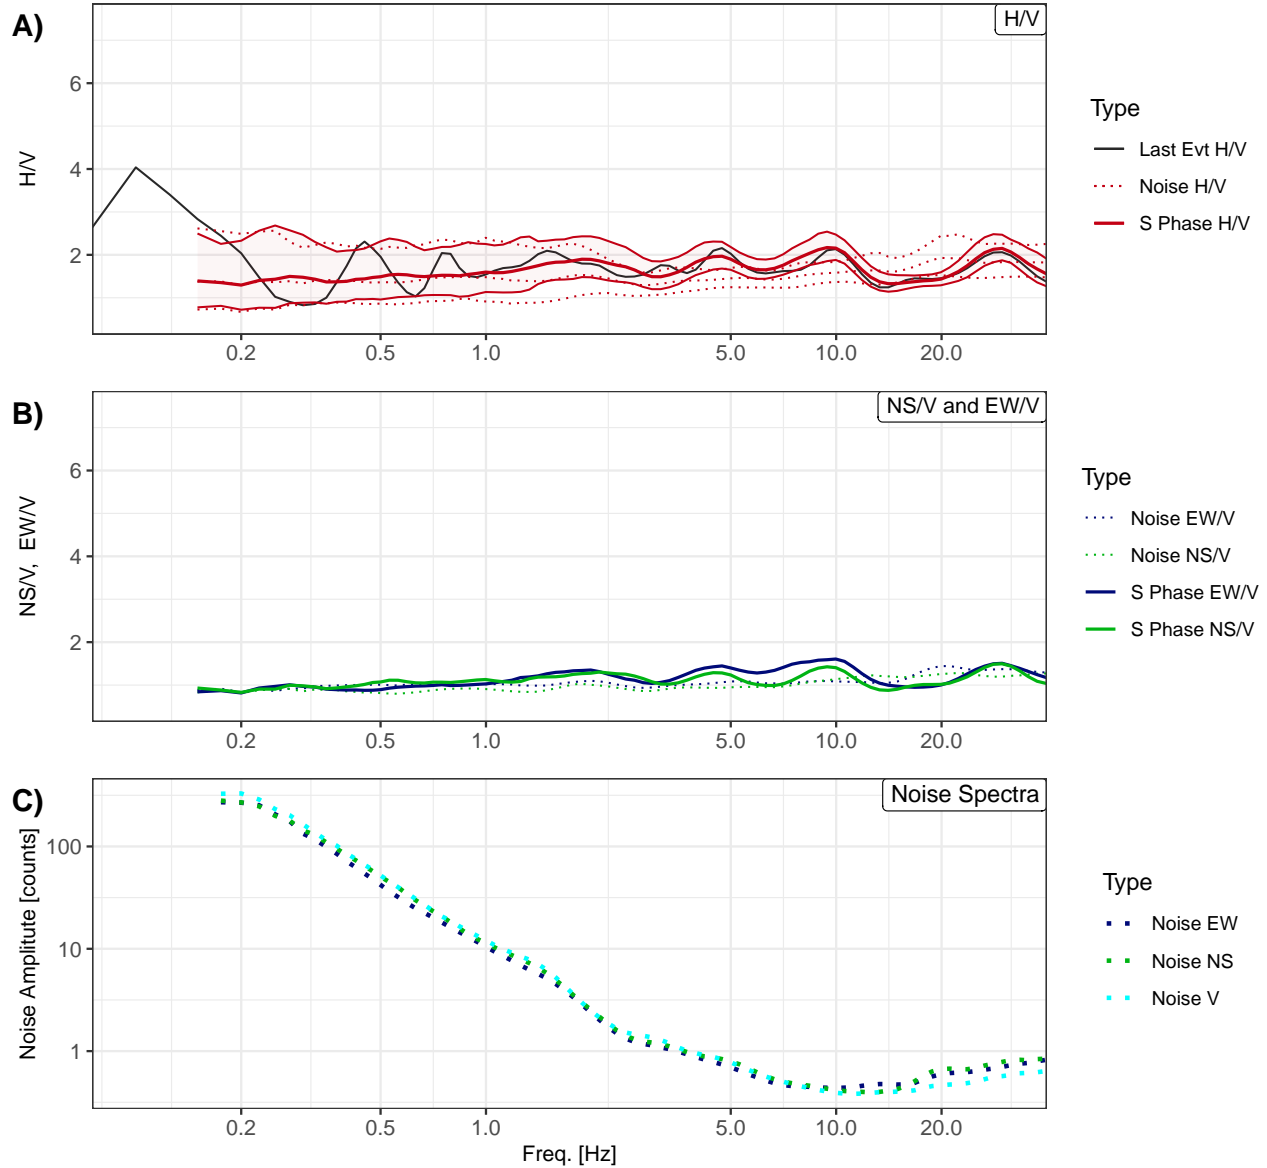 A)
H/V
6
4
2
H/V
0.2 0.5 1.0 5.0 10.0 20.0
Type
Last Evt H/V
Noise H/V
S Phase H/V
B)
NS/V and EW/V
6
4
2
NS/V, EW/V
0.2 0.5 1.0 5.0 10.0 20.0
Type
Noise EW/V
Noise NS/V
S Phase EW/V
S Phase NS/V
C)
Noise Spectra
100
10
1
Noise Amplitute [counts]
0.2 0.5 1.0 5.0 10.0 20.0
Freq. [Hz]
Type
Noise EW
Noise NS
Noise V